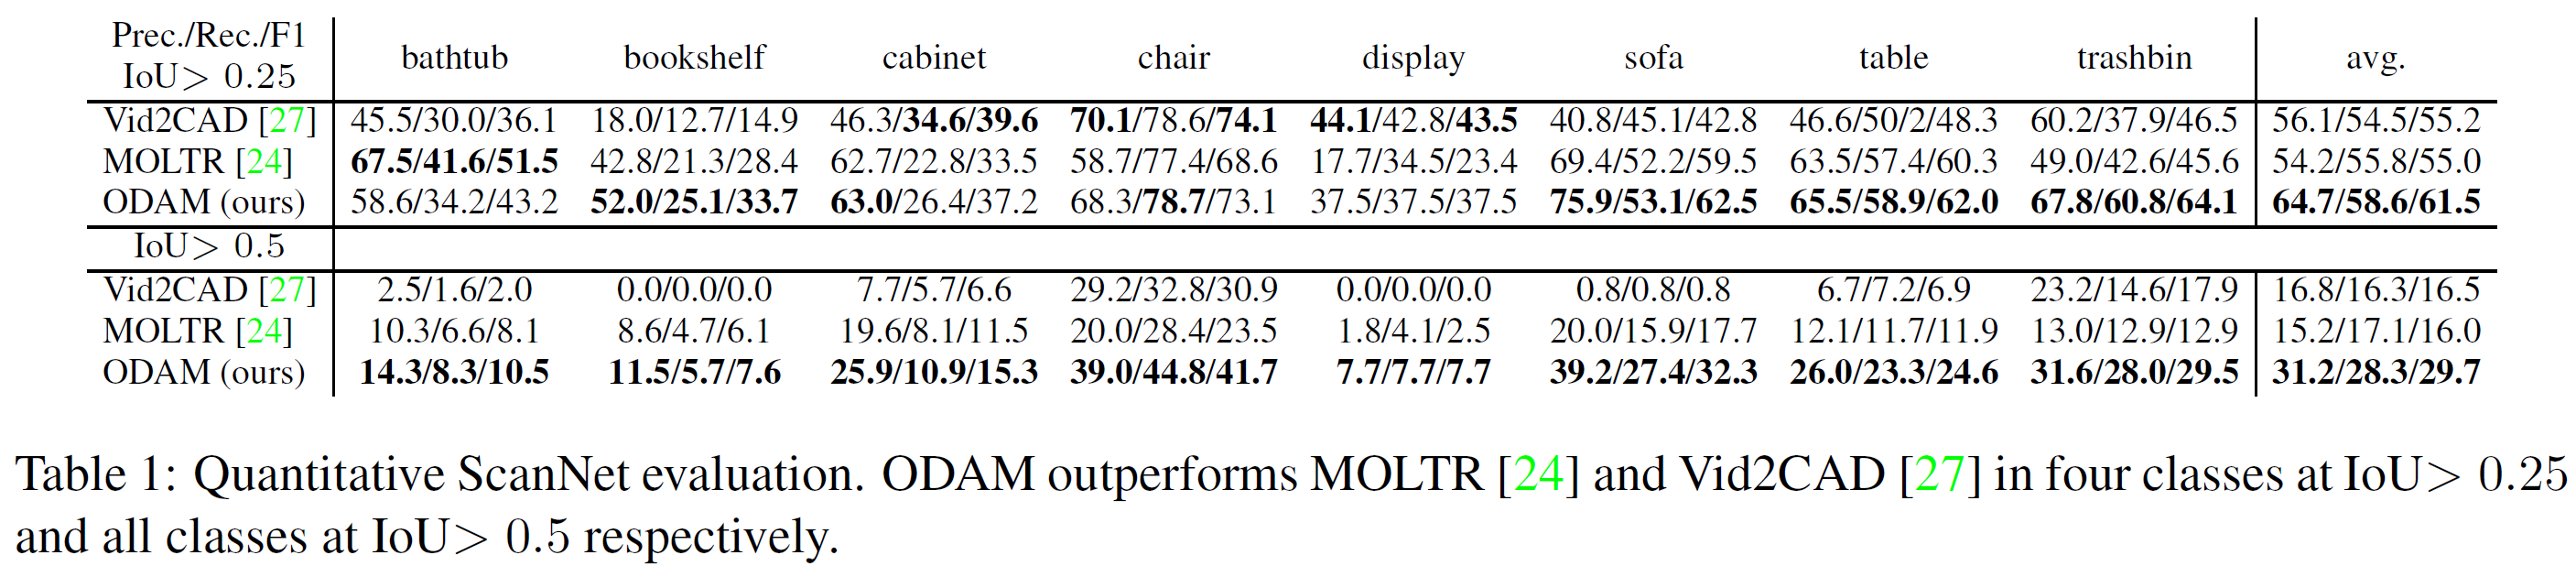 Prec./Rec./F1
IoU> 0.25 bathtub bookshelf cabinet chair display sofa table trashbin avg.
Vid2CAD [27] 45.5/30.0/36.1 18.0/12.7/14.9 46.3/34.6/39.6 70.1/78.6/74.1 44.1/42.8/43.5 40.8/45.1/42.8 46.6/50/2/48.3 60.2/37.9/46.5 56.1/54.5/55.2
MOLTR [24] 67.5/41.6/51.5 42.8/21.3/28.4 62.7/22.8/33.5 58.7/77.4/68.6 17.7/34.5/23.4 69.4/52.2/59.5 63.5/57.4/60.3 49.0/42.6/45.6 54.2/55.8/55.0
ODAM (ours) 58.6/34.2/43.2 52.0/25.1/33.7 63.0/26.4/37.2 68.3/78.7/73.1 37.5/37.5/37.5 75.9/53.1/62.5 65.5/58.9/62.0 67.8/60.8/64.1 64.7/58.6/61.5
IoU> 0.5
Vid2CAD [27] 2.5/1.6/2.0 0.0/0.0/0.0 7.7/5.7/6.6 29.2/32.8/30.9 0.0/0.0/0.0 0.8/0.8/0.8 6.7/7.2/6.9 23.2/14.6/17.9 16.8/16.3/16.5
MOLTR [24] 10.3/6.6/8.1 8.6/4.7/6.1 19.6/8.1/11.5 20.0/28.4/23.5 1.8/4.1/2.5 20.0/15.9/17.7 12.1/11.7/11.9 13.0/12.9/12.9 15.2/17.1/16.0
ODAM (ours) 14.3/8.3/10.5 11.5/5.7/7.6 25.9/10.9/15.3 39.0/44.8/41.7 7.7/7.7/7.7 39.2/27.4/32.3 26.0/23.3/24.6 31.6/28.0/29.5 31.2/28.3/29.7
Table 1: Quantitative ScanNet evaluation. ODAM outperforms MOLTR [24] and Vid2CAD [27] in four classes at IoU> 0.25
and all classes at IoU> 0.5 respectively.